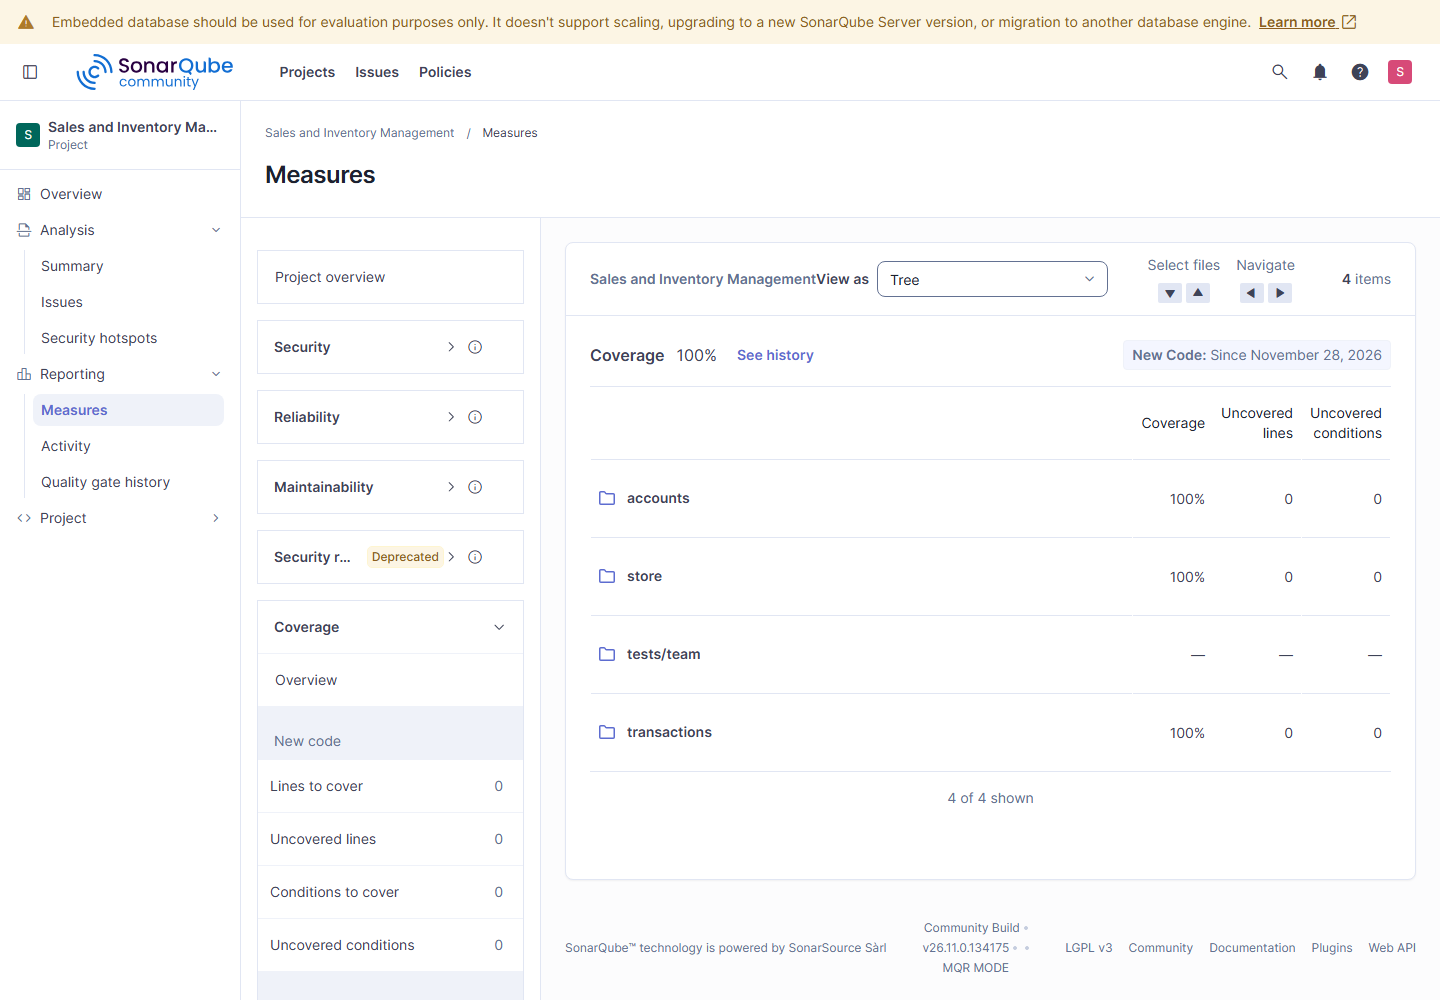 Embedded database should be used for evaluation purposes only. It doesn't support scaling, upgrading to a new SonarQube Server version, or migration to another database engine. Learn more
SonarQube community
Projects
Issues
Policies
?
S
S
Sales and Inventory Ma...
Project
Overview
Analysis
Summary
Issues
Security hotspots
Reporting
Measures
Activity
Quality gate history
Project
Sales and Inventory Management / Measures
Measures
Project overview
Security
Reliability
Maintainability
Security r... Deprecated
Coverage
Overview
New code
Lines to cover 0
Uncovered lines 0
Conditions to cover 0
Uncovered conditions 0
Sales and Inventory Management View as Tree
Select files
Navigate
4 items
Coverage 100% See history
New Code: Since November 28, 2026
Coverage Uncovered lines Uncovered conditions
accounts 100% 0 0
store 100% 0 0
tests/team — — —
transactions 100% 0 0
4 of 4 shown
SonarQube™ technology is powered by SonarSource Sàrl
Community Build •
v26.11.0.134175 • •
MQR MODE
LGPL v3
Community
Documentation
Plugins
Web API